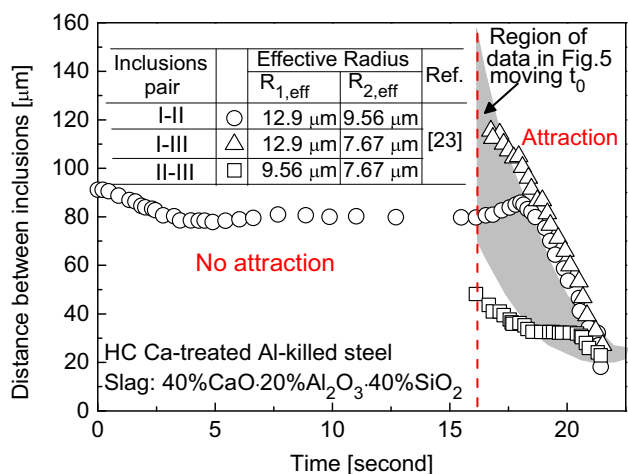 160
140
120
100
80
60
40
20
0
Distance between inclusions [μm]
Inclusions pair Effective Radius Ref.
R1,eff R2,eff
I-II 12.9 μm 9.56 μm
I-III 12.9 μm 7.67 μm [23]
II-III 9.56 μm 7.67 μm
Region of
data in Fig.5
moving t0
Attraction
No attraction
HC Ca-treated Al-killed steel
Slag: 40%CaO·20%Al2O3·40%SiO2
0 5 10 15 20
Time [second]